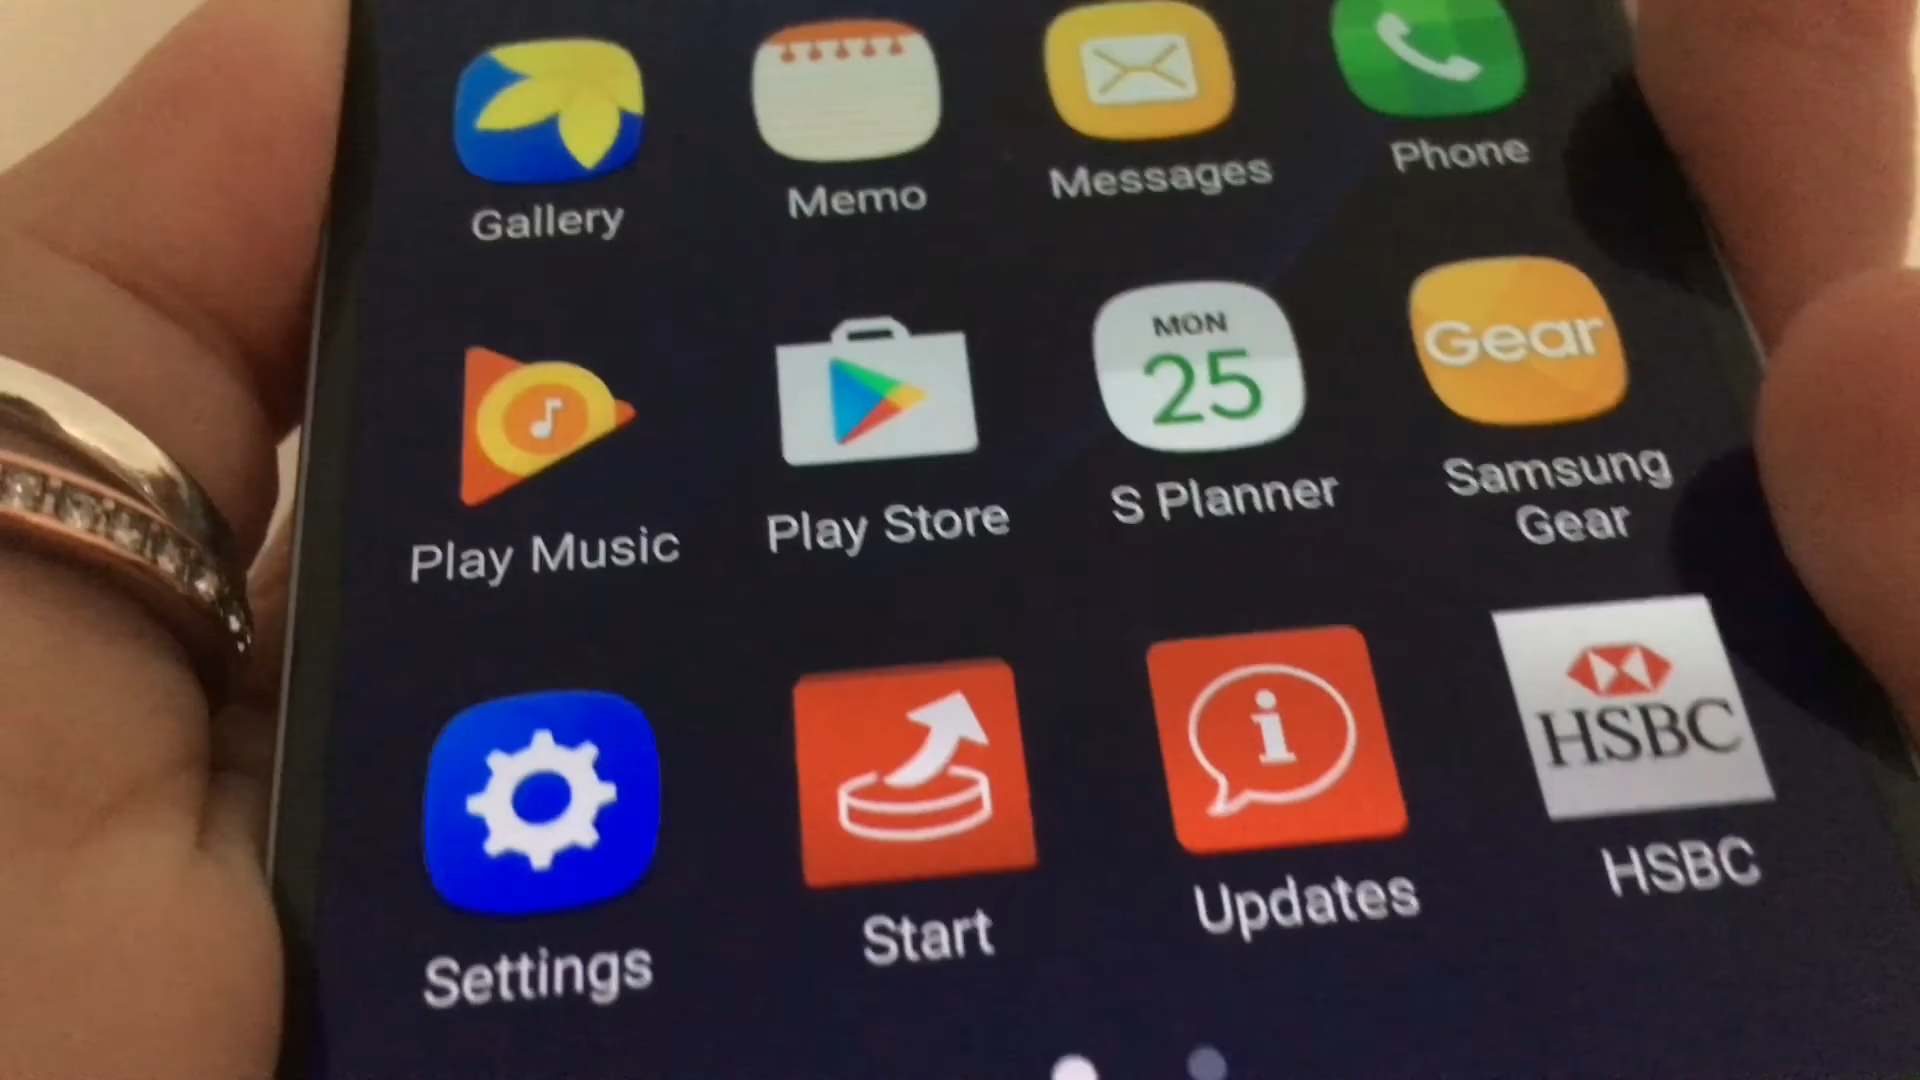 Gallery
Memo
Messages
Phone
MON
25
Gear
Play Music
Play Store
S Planner
Samsung
Gear
i
HSBC
Settings
Start
Updates
HSBC